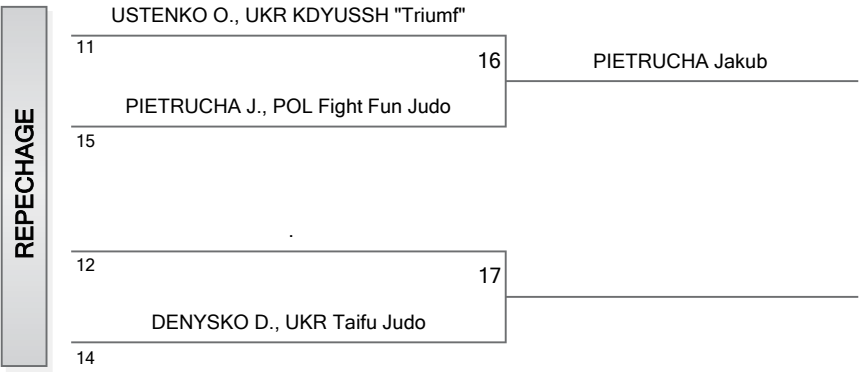 REPECHAGE
USTENKO O., UKR KDYUSSH "Triumf"
11
16
PIETRUCHA Jakub
PIETRUCHA J., POL Fight Fun Judo
15
.
12
17
DENYSKO D., UKR Taifu Judo
14